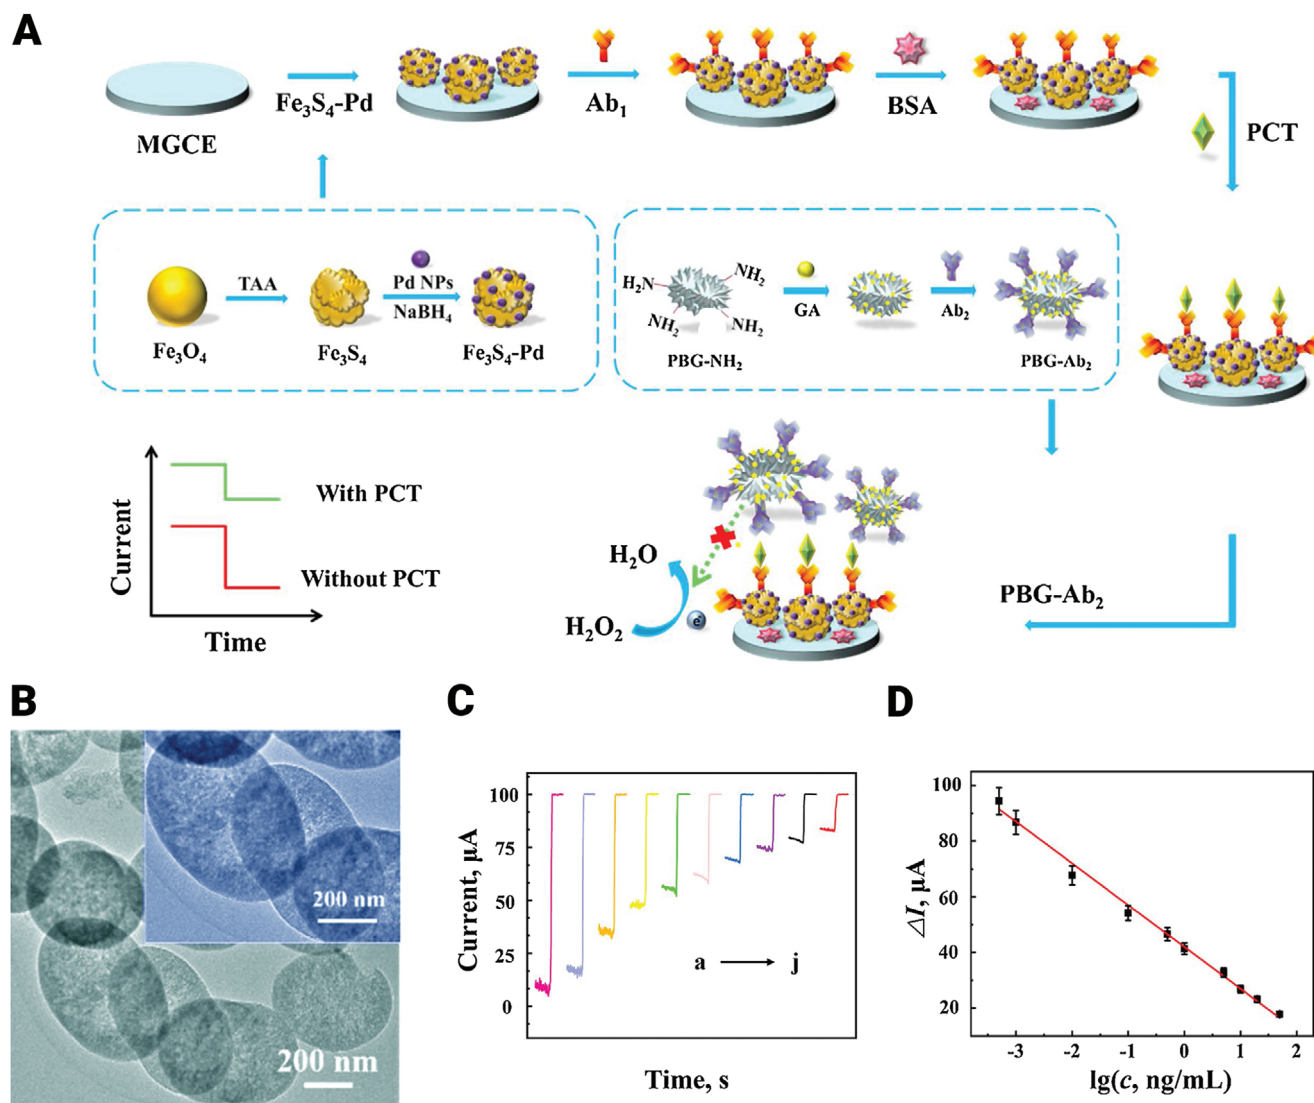 A
MGCE
Fe₃S₄-Pd
Ab₁
BSA
PCT
Fe₃O₄
TAA
Fe₃S₄
Pd NPs
NaBH₄
Fe₃S₄-Pd
H₂N
NH₂
NH₂
NH₂
PBG-NH₂
GA
Ab₂
PBG-Ab₂
Current
With PCT
Without PCT
Time
H₂O
H₂O₂
e⁻
PBG-Ab₂
B
200 nm
200 nm
C
Current, µA
100
75
50
25
0
a
j
Time, s
D
ΔI, µA
100
80
60
40
20
-3
-2
-1
0
1
2
lg(c, ng/mL)